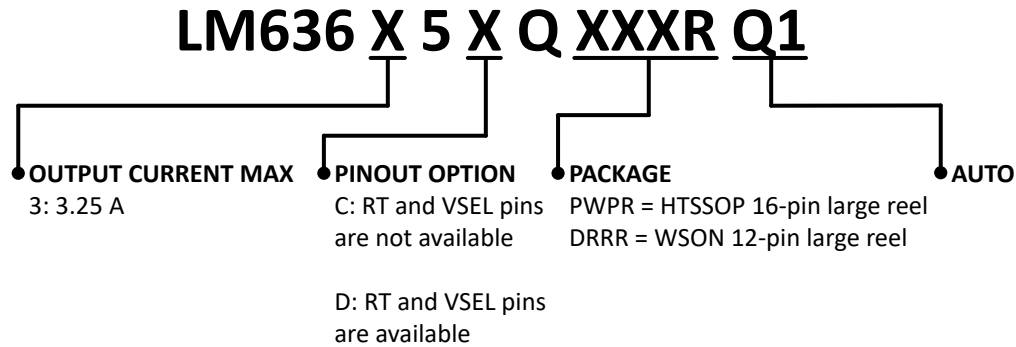 LM636 X 5 X Q XXXR Q1
OUTPUT CURRENT MAX
3: 3.25 A
PINOUT OPTION
C: RT and VSEL pins
are not available
D: RT and VSEL pins
are available
PACKAGE
PWPR = HTSSOP 16-pin large reel
DRRR = WSON 12-pin large reel
AUTO